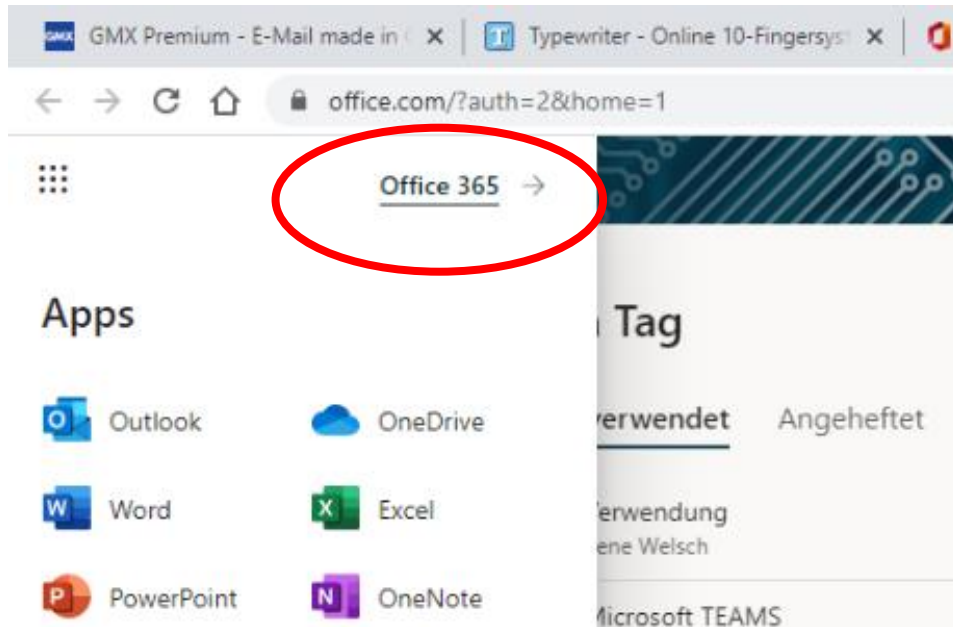 GMX Premium - E-Mail made in
Typewriter - Online 10-Fingersys
office.com/?auth=2&home=1
Office 365
Apps
Tag
Outlook
OneDrive
verwendet
Angeheftet
Word
Excel
Verwendung
ene Welsch
PowerPoint
OneNote
Microsoft TEAMS